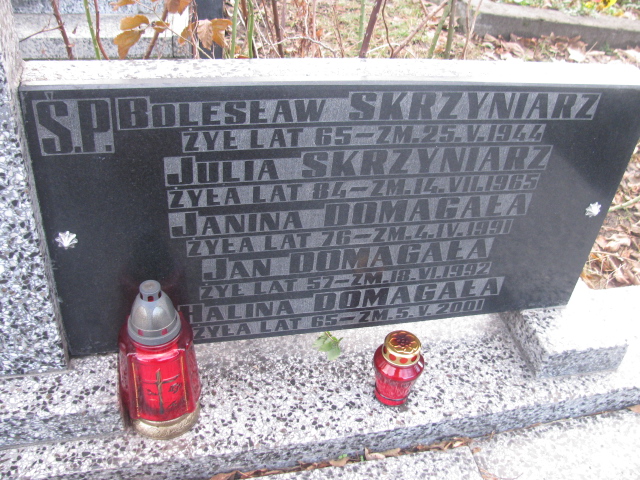 Ś.P. BOLESŁAW SKRZYNIARZ
ŻYŁ LAT 65 – ZM. 25.V.1944
JULIA SKRZYNIARZ
ŻYŁA LAT 84 – ZM. 14.VII.1965
JANINA DOMAGAŁA
ŻYŁA LAT 76 – ZM. 4.IV.1991
JAN DOMAGAŁA
ŻYŁ LAT 57 – ZM. 18.VI.1992
HALINA DOMAGAŁA
ŻYŁA LAT 65 – ZM. 5.V.2001